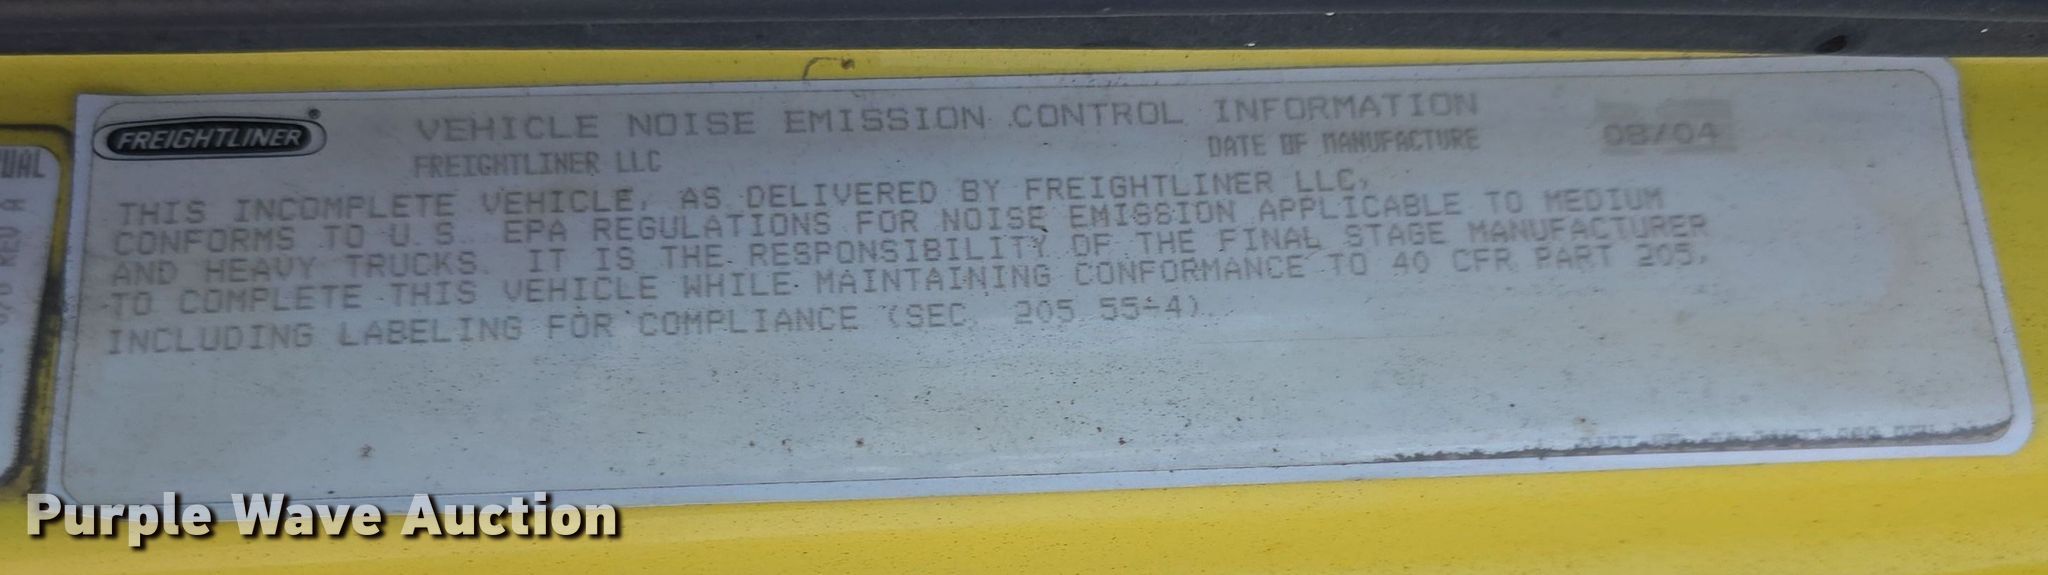 FREIGHTLINER®
VEHICLE NOISE EMISSION CONTROL INFORMATION
FREIGHTLINER LLC DATE OF MANUFACTURE 08/04
THIS INCOMPLETE VEHICLE, AS DELIVERED BY FREIGHTLINER LLC,
CONFORMS TO U.S. EPA REGULATIONS FOR NOISE EMISSION APPLICABLE TO MEDIUM
AND HEAVY TRUCKS. IT IS THE RESPONSIBILITY OF THE FINAL STAGE MANUFACTURER
TO COMPLETE THIS VEHICLE WHILE MAINTAINING CONFORMANCE TO 40 CFR PART 205,
INCLUDING LABELING FOR COMPLIANCE (SEC. 205.55-4).
Purple Wave Auction